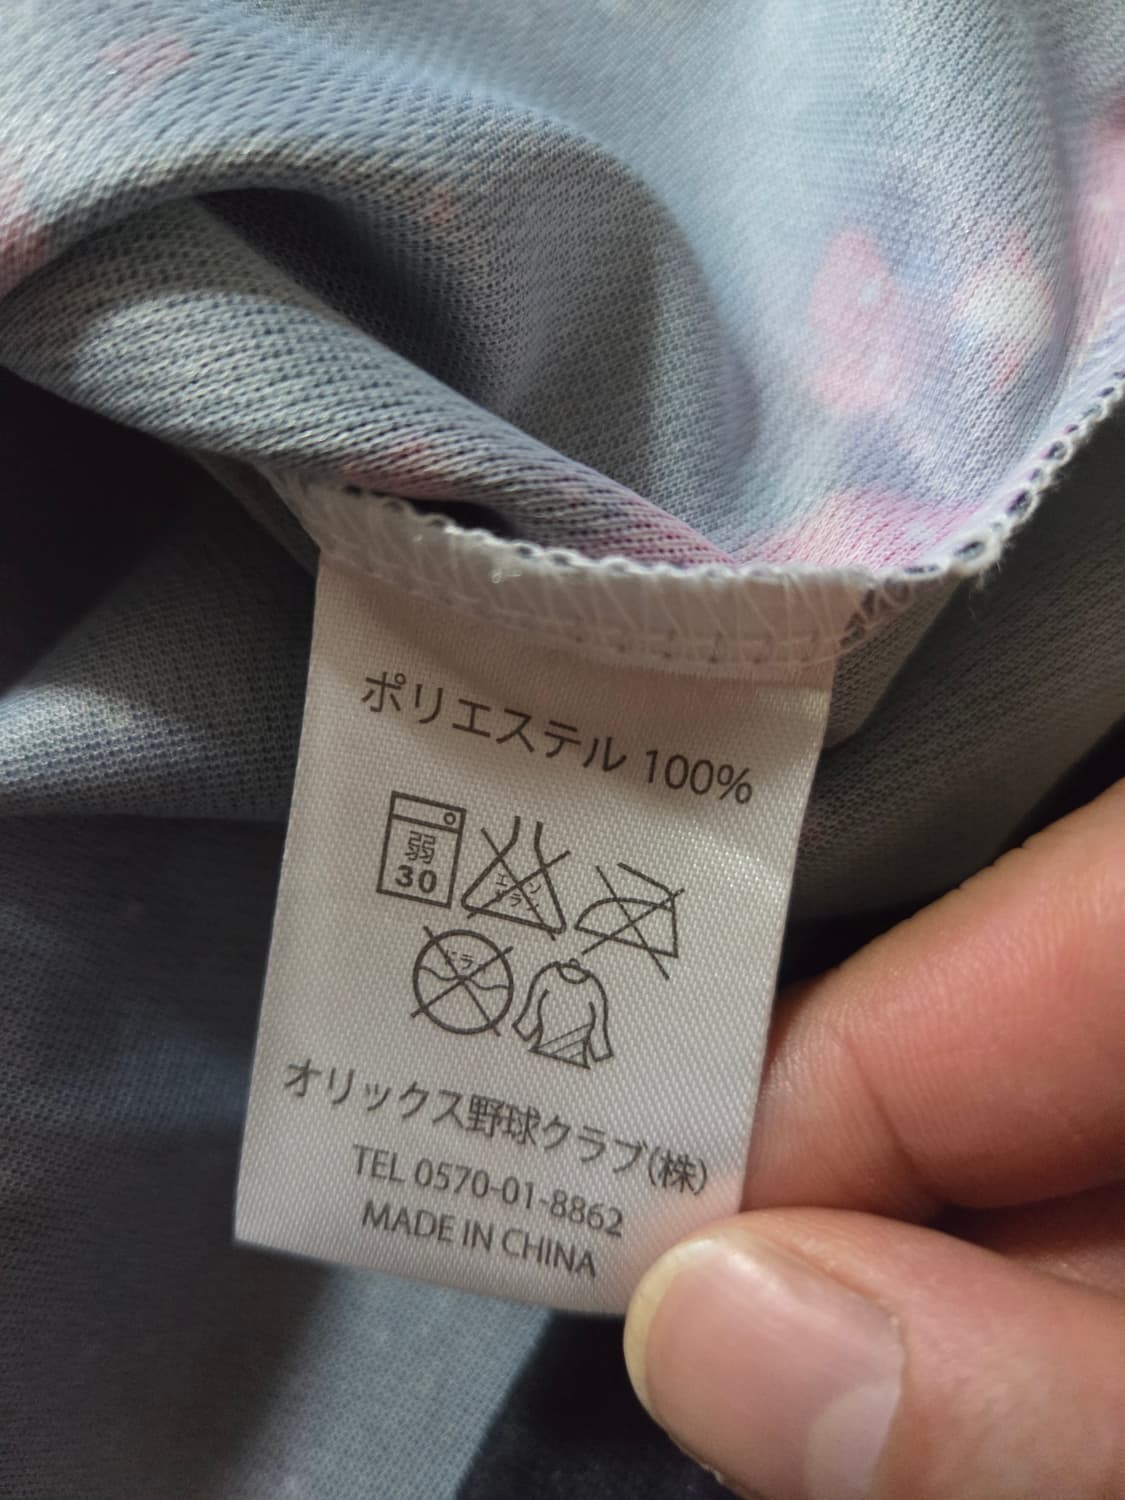 ポリエステル 100%
弱
30
エンソ
サラシ
ドライ
オリックス野球クラブ(株)
TEL 0570-01-8862
MADE IN CHINA